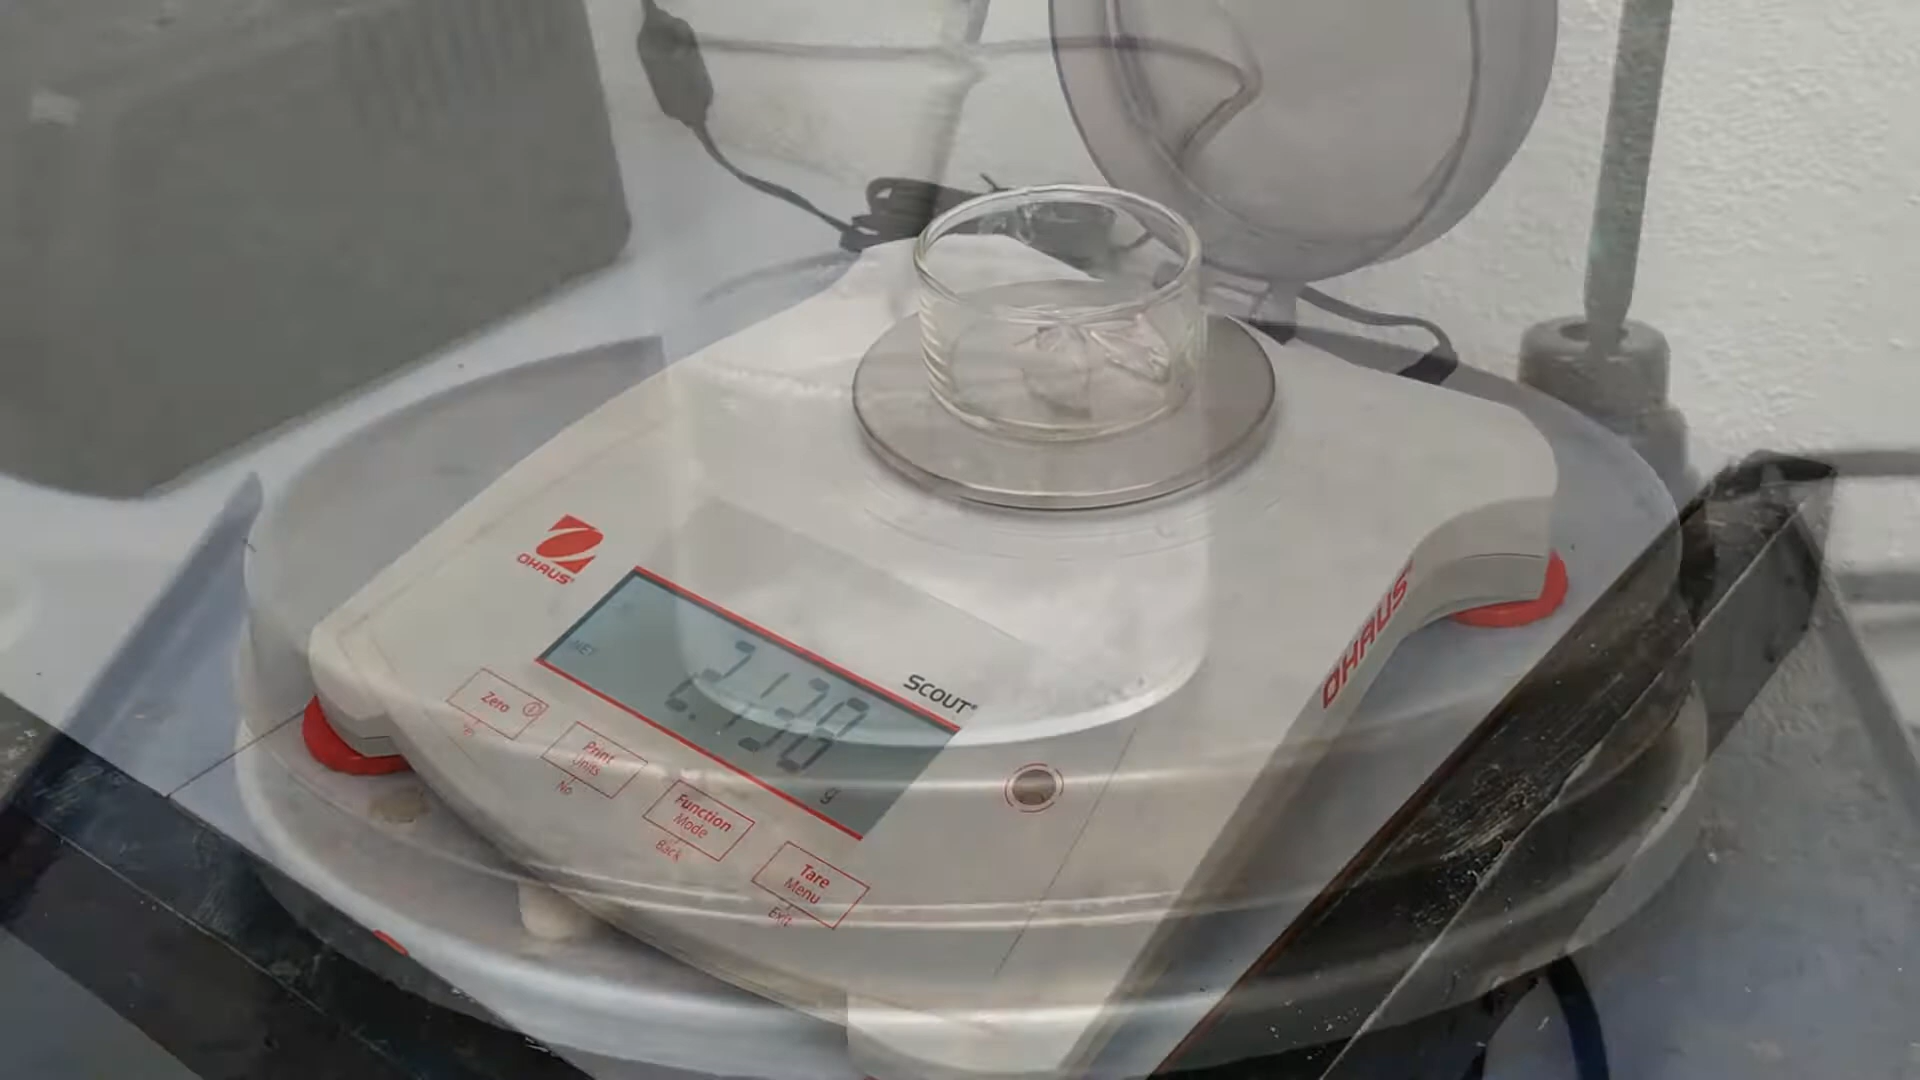 OHAUS®
SCOUT®
NET
2.138
g
Zero
Yes
Print
Units
No
Function
Mode
Back
Tare
Menu
Exit
OHAUS®